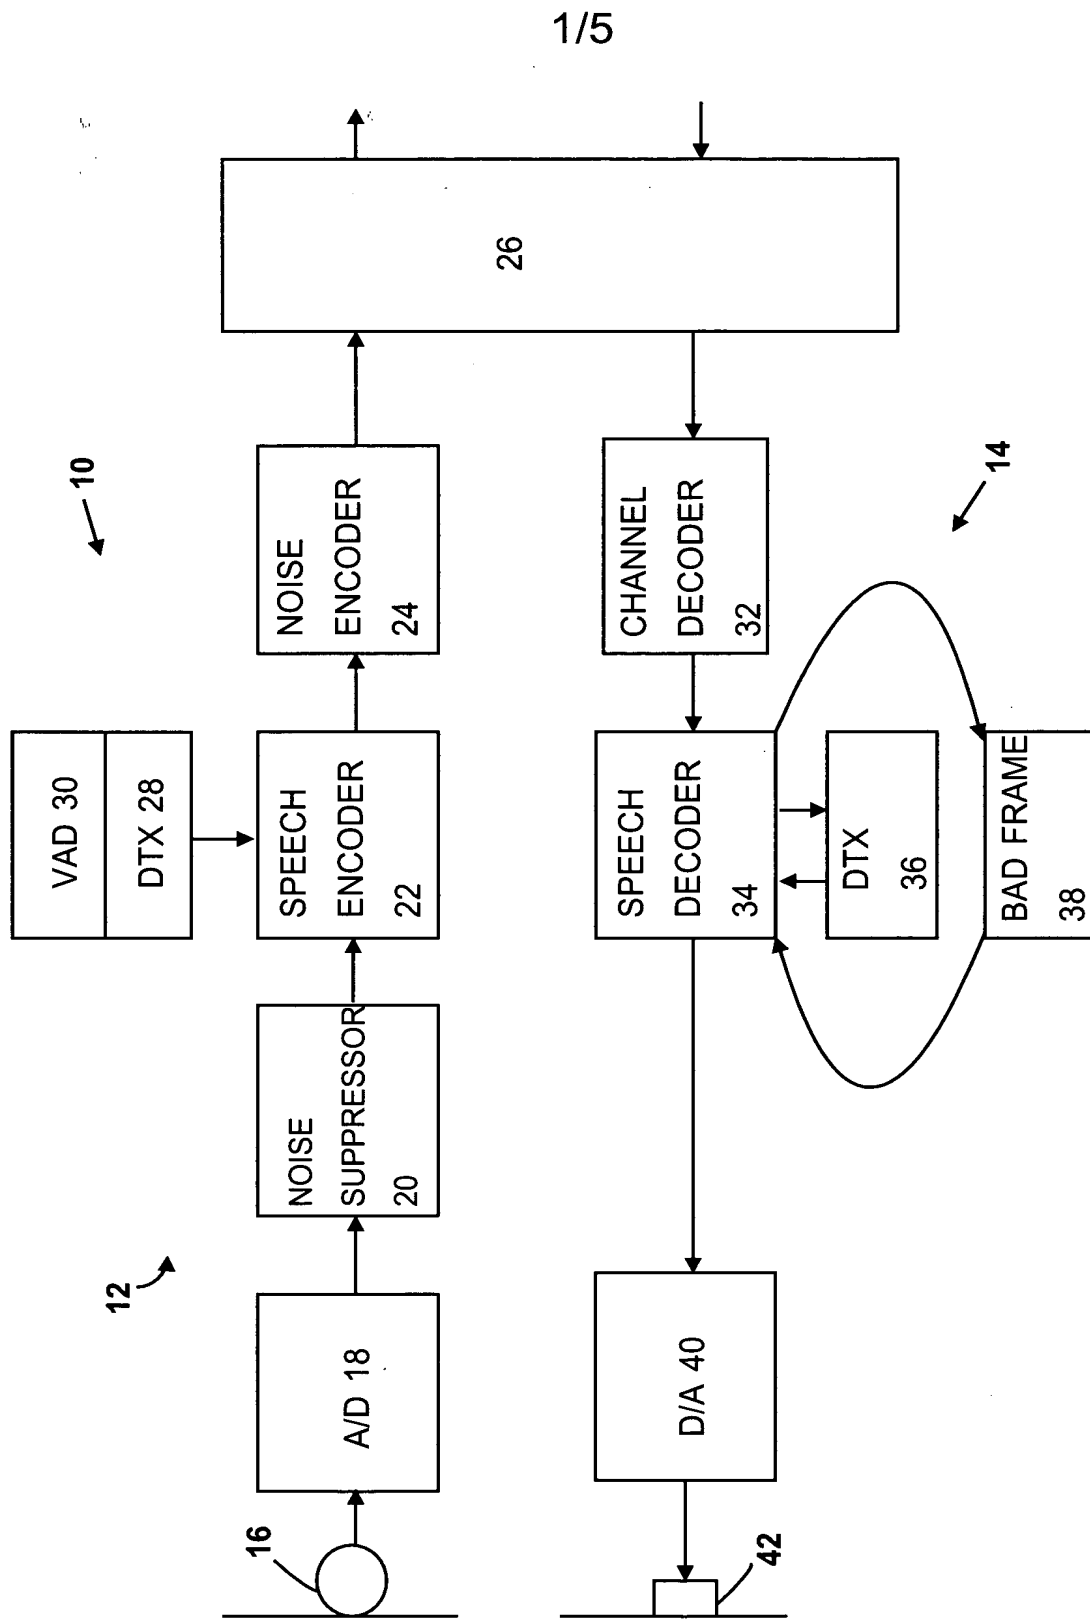 1/5
10
12
14
16
A/D 18
NOISE
SUPPRESSOR
20
VAD 30
DTX 28
SPEECH
ENCODER
22
NOISE
ENCODER
24
26
CHANNEL
DECODER
32
SPEECH
DECODER
34
DTX
36
BAD FRAME
38
D/A 40
42